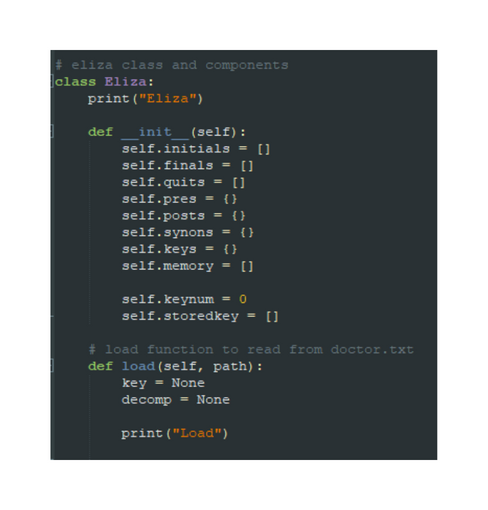 # eliza class and components
class Eliza:
    print("Eliza")
    def __init__(self):
        self.initials = []
        self.finals = []
        self.quits = []
        self.pres = {}
        self.posts = {}
        self.synons = {}
        self.keys = {}
        self.memory = []
        self.keynum = 0
        self.storedkey = []
    # load function to read from doctor.txt
    def load(self, path):
        key = None
        decomp = None
        print("Load")